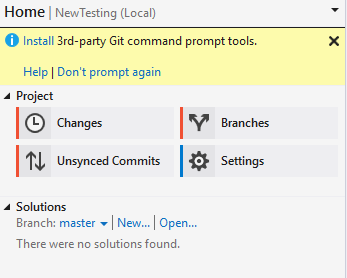 Home | NewTesting (Local)
Install 3rd-party Git command prompt tools.
Help | Don't prompt again
Project
Changes Branches
Unsynced Commits Settings
Solutions
Branch: master | New... | Open...
There were no solutions found.